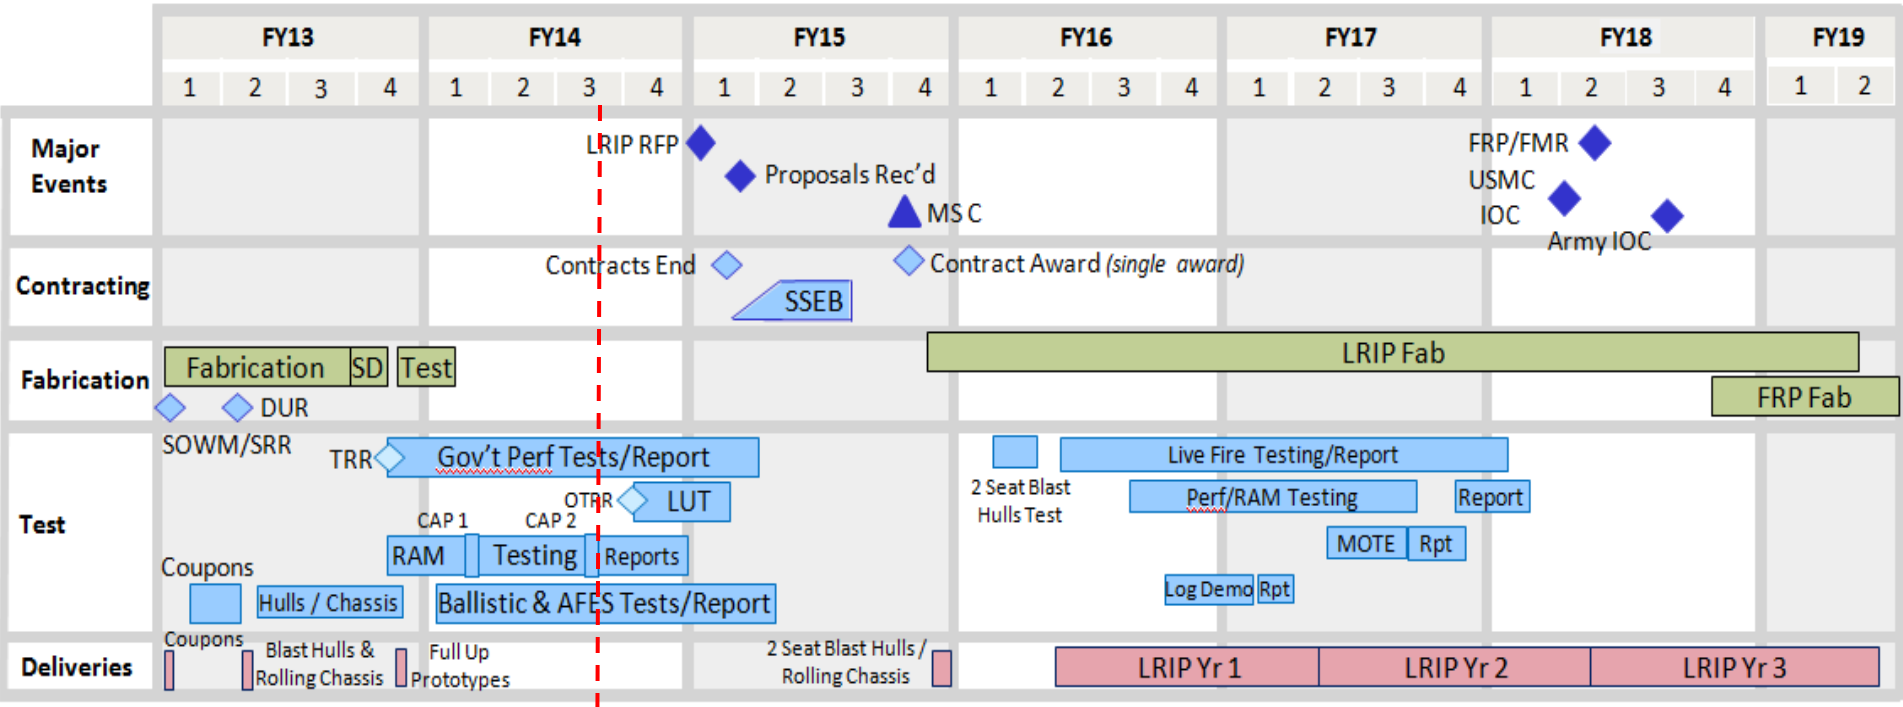 FY13 FY14 FY15 FY16 FY17 FY18 FY19
1 2 3 4 1 2 3 4 1 2 3 4 1 2 3 4 1 2 3 4 1 2 3 4 1 2
Major
Events
LRIP RFP
Proposals Rec'd
MS C
FRP/FMR
USMC
IOC
Army IOC
Contracting
Contracts End
Contract Award (single award)
SSEB
Fabrication
Fabrication SD Test
LRIP Fab
FRP Fab
DUR
SOWM/SRR
Test
TRR
Gov't Perf Tests/Report
Live Fire Testing/Report
OTRR
LUT
2 Seat Blast
Hulls Test
Perf/RAM Testing
Report
CAP 1
CAP 2
RAM Testing Reports
MOTE Rpt
Coupons
Hulls / Chassis
Ballistic & AFES Tests/Report
Log Demo Rpt
Deliveries
Coupons
Blast Hulls &
Rolling Chassis
Full Up
Prototypes
2 Seat Blast Hulls /
Rolling Chassis
LRIP Yr 1
LRIP Yr 2
LRIP Yr 3